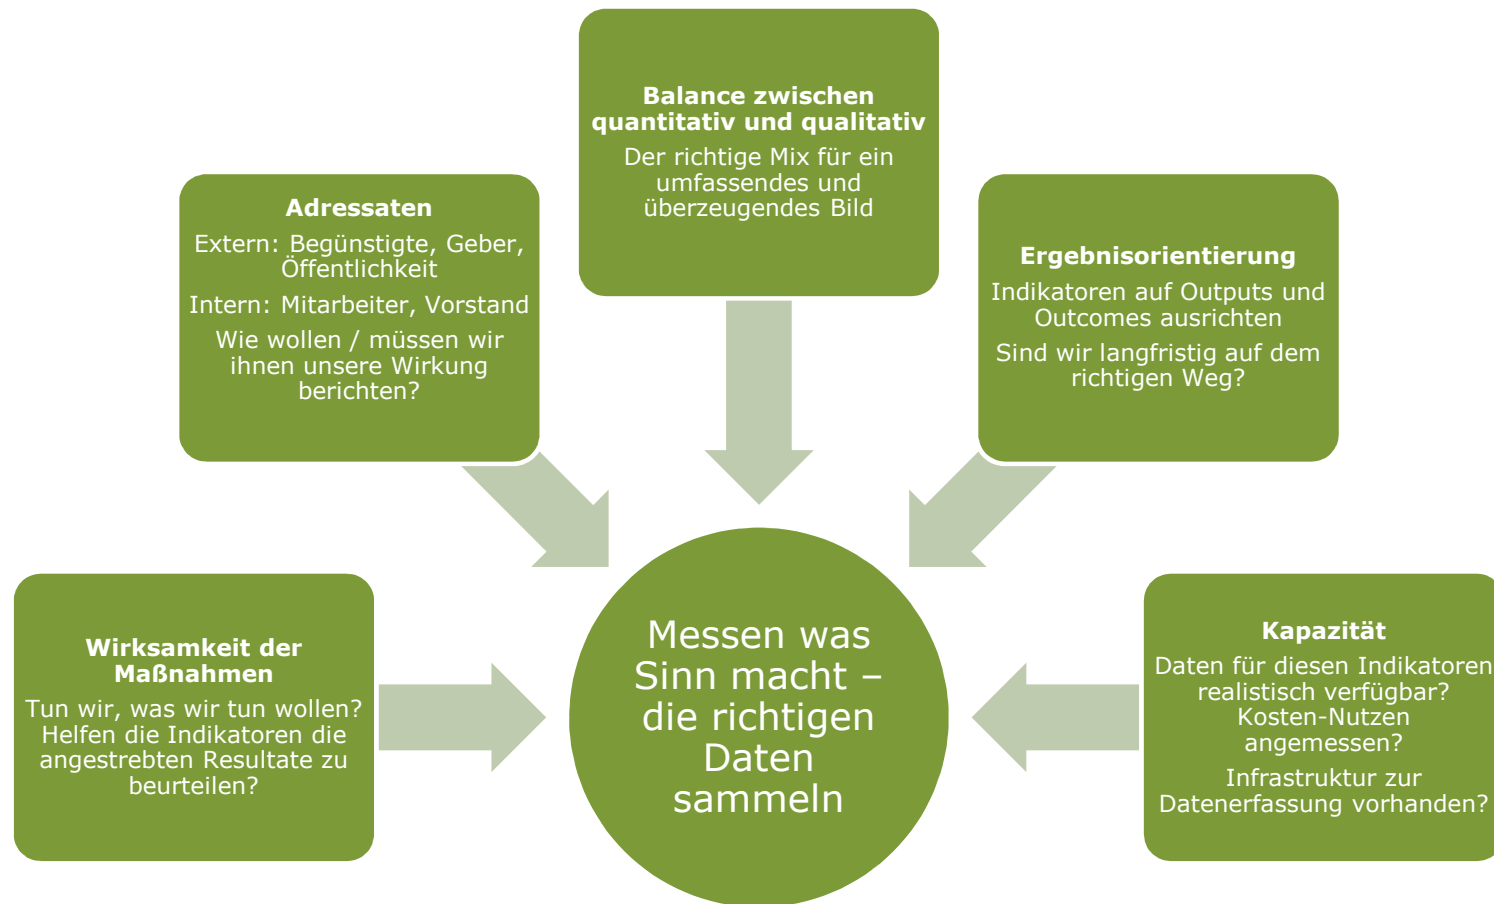 Balance zwischen
quantitativ und qualitativ
Der richtige Mix für ein
umfassendes und
überzeugendes Bild
Adressaten
Extern: Begünstigte, Geber,
Öffentlichkeit
Intern: Mitarbeiter, Vorstand
Wie wollen / müssen wir
ihnen unsere Wirkung
berichten?
Ergebnisorientierung
Indikatoren auf Outputs und
Outcomes ausrichten
Sind wir langfristig auf dem
richtigen Weg?
Wirksamkeit der
Maßnahmen
Tun wir, was wir tun wollen?
Helfen die Indikatoren die
angestrebten Resultate zu
beurteilen?
Messen was
Sinn macht –
die richtigen
Daten
sammeln
Kapazität
Daten für diesen Indikatoren
realistisch verfügbar?
Kosten-Nutzen
angemessen?
Infrastruktur zur
Datenerfassung vorhanden?